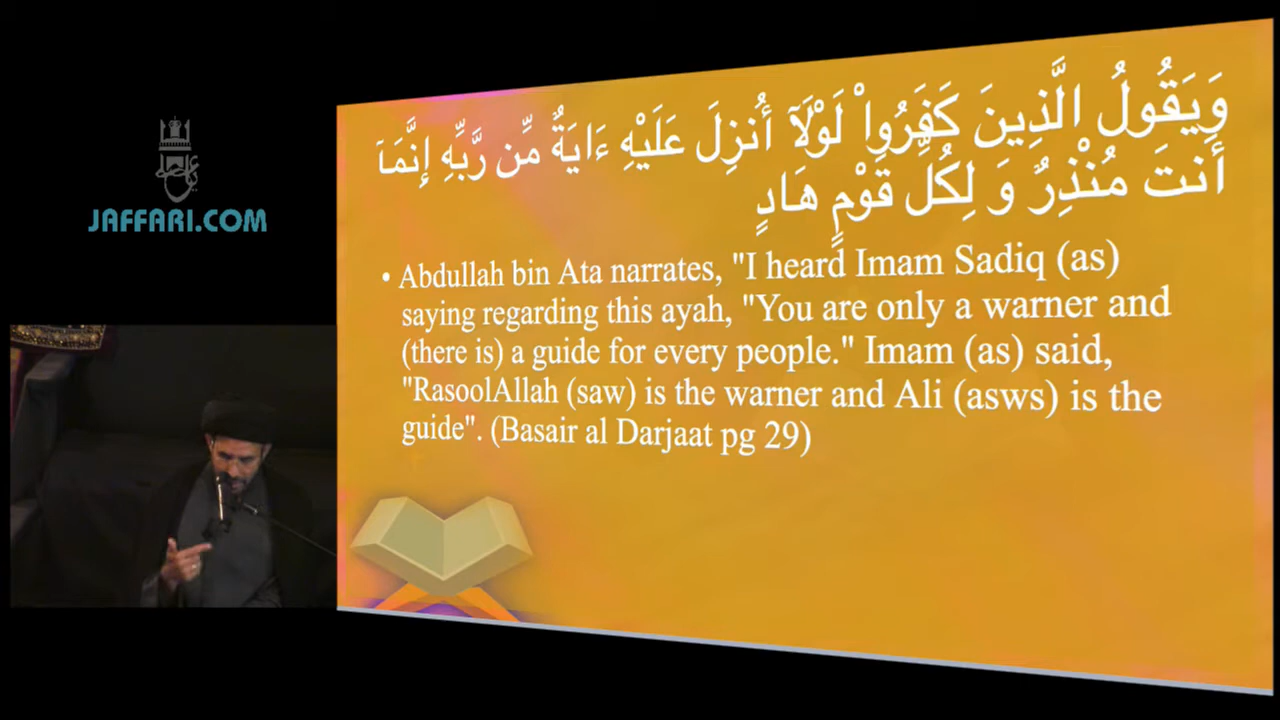 JAFFARI.COM
وَيَقُولُ الَّذِينَ كَفَرُواْ لَوْلَآ أُنزِلَ عَلَيْهِ ءَايَةٌ مِّن رَّبِّهِ إِنَّمَآ
أَنتَ مُنْذِرٌ وَ لِكُلِّ قَوْمٍ هَادٍ
• Abdullah bin Ata narrates, "I heard Imam Sadiq (as)
saying regarding this ayah, "You are only a warner and
(there is) a guide for every people." Imam (as) said,
"RasoolAllah (saw) is the warner and Ali (asws) is the
guide". (Basair al Darjaat pg 29)